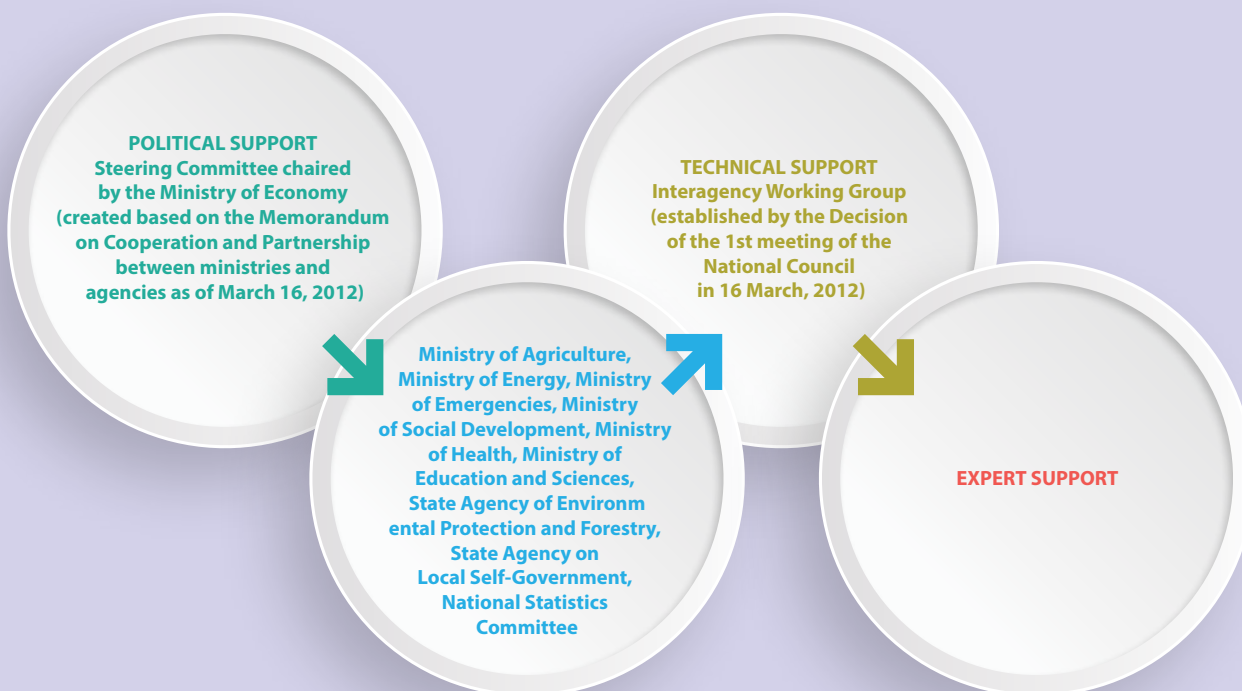 POLITICAL SUPPORT
Steering Committee chaired
by the Ministry of Economy
(created based on the Memorandum
on Cooperation and Partnership
between ministries and
agencies as of March 16, 2012)
Ministry of Agriculture,
Ministry of Energy, Ministry
of Emergencies, Ministry
of Social Development, Ministry
of Health, Ministry of
Education and Sciences,
State Agency of Environm
ental Protection and Forestry,
State Agency on
Local Self-Government,
National Statistics
Committee
TECHNICAL SUPPORT
Interagency Working Group
(established by the Decision
of the 1st meeting of the
National Council
in 16 March, 2012)
EXPERT SUPPORT